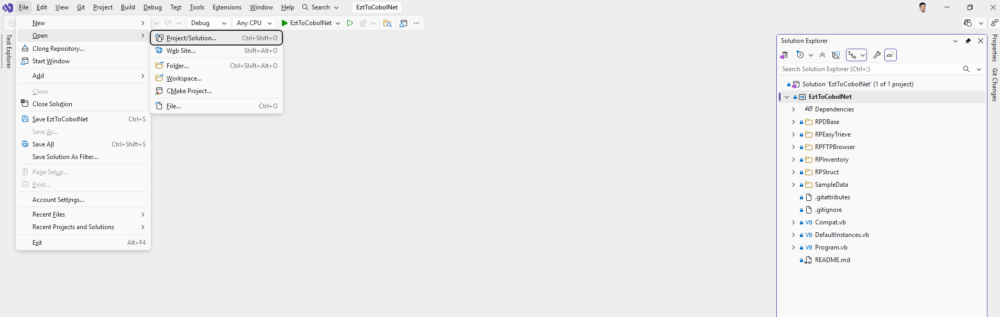 File Edit View Git Project Build Debug Test Tools Extensions Window Help Search EztToCobolNet
Debug Any CPU EztToCobolNet
Test Explorer
New
Open
Clone Repository...
Start Window
Add
Close
Close Solution
Save EztToCobolNet Ctrl+S
Save As...
Save All Ctrl+Shift+S
Save Solution As Filter...
Page Setup...
Print...
Account Settings...
Recent Files
Recent Projects and Solutions
Exit Alt+F4
Project/Solution... Ctrl+Shift+O
Web Site... Shift+Alt+O
Folder... Ctrl+Shift+Alt+O
Workspace...
CMake Project...
File... Ctrl+O
Solution Explorer
Search Solution Explorer (Ctrl+;)
Solution 'EztToCobolNet' (1 of 1 project)
VB EztToCobolNet
Dependencies
RPDBase
RPEasyTrieve
RPFTPBrowser
RPInventory
RPStruct
SampleData
.gitattributes
.gitignore
VB Compat.vb
VB DefaultInstances.vb
VB Program.vb
README.md
Properties
Git Changes